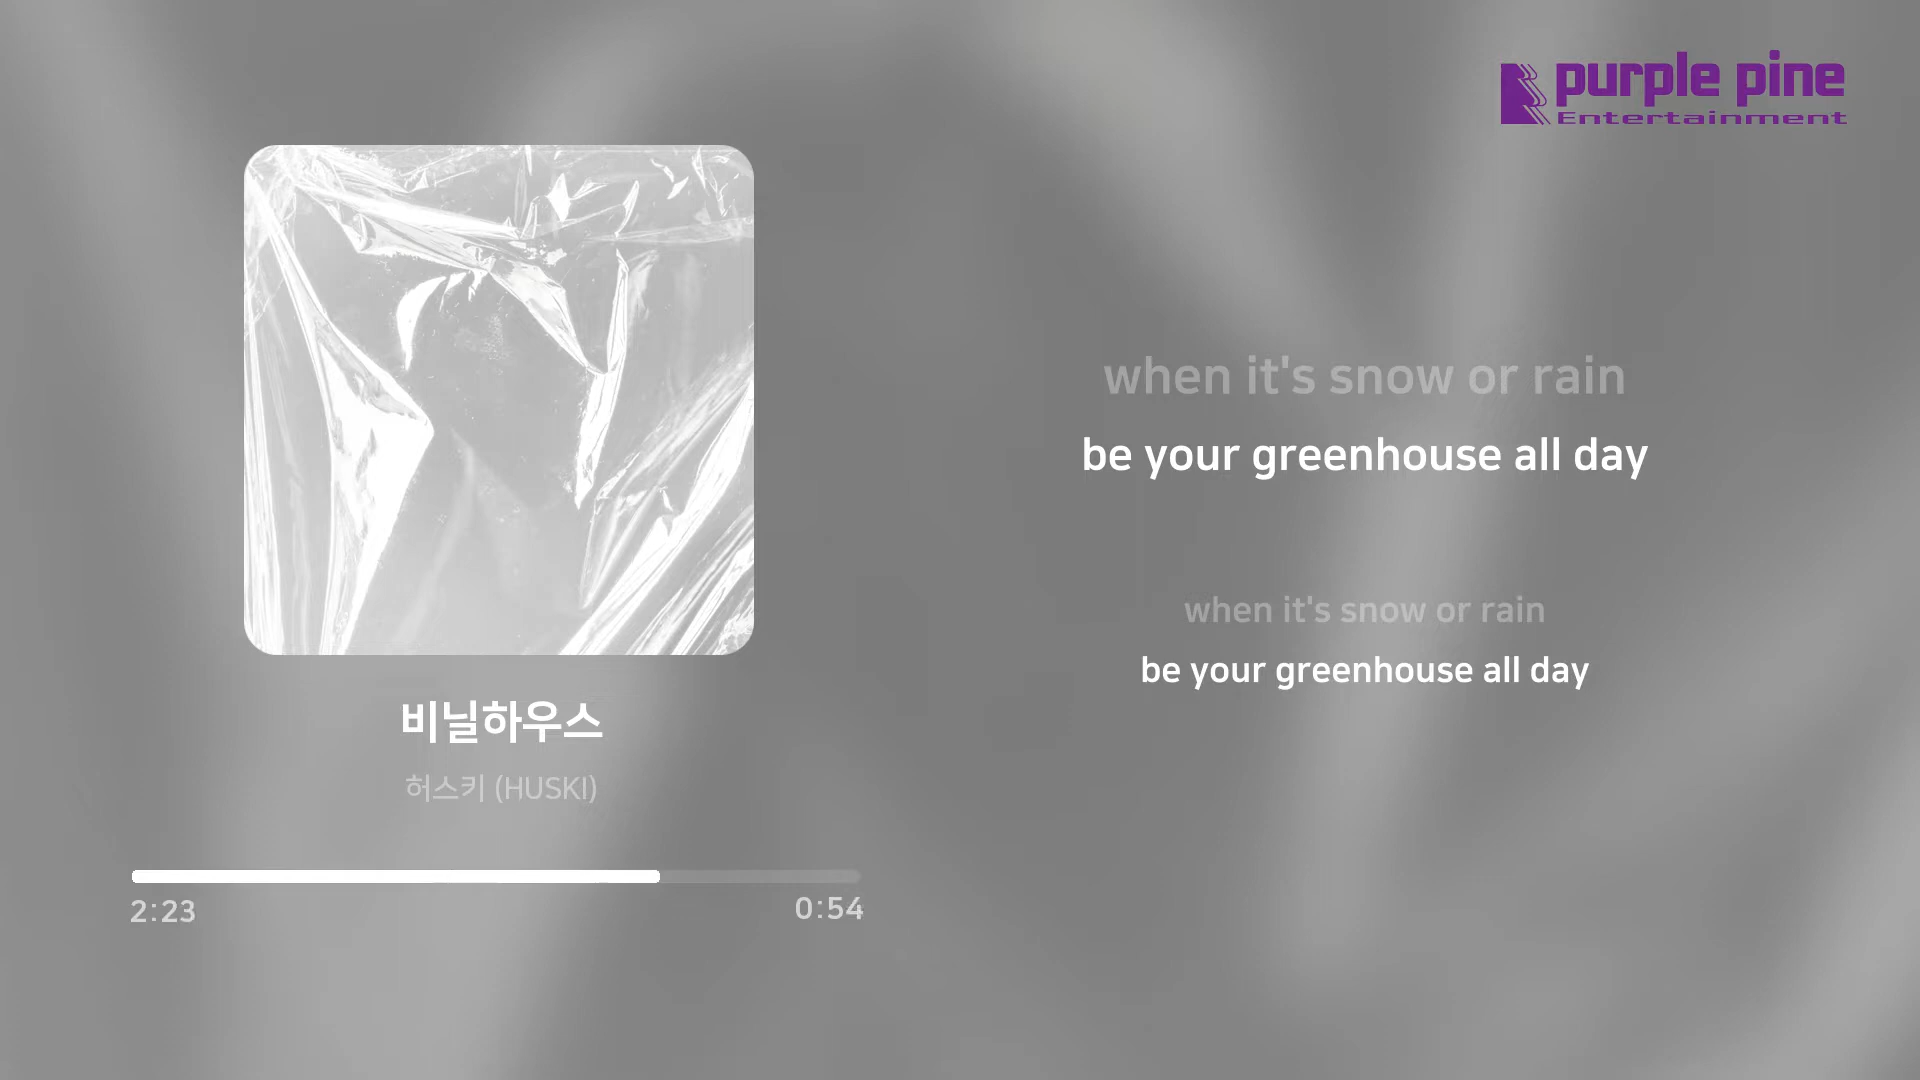 purple pine
Entertainment
when it's snow or rain
be your greenhouse all day
when it's snow or rain
be your greenhouse all day
비닐하우스
허스키 (HUSKI)
2:23
0:54